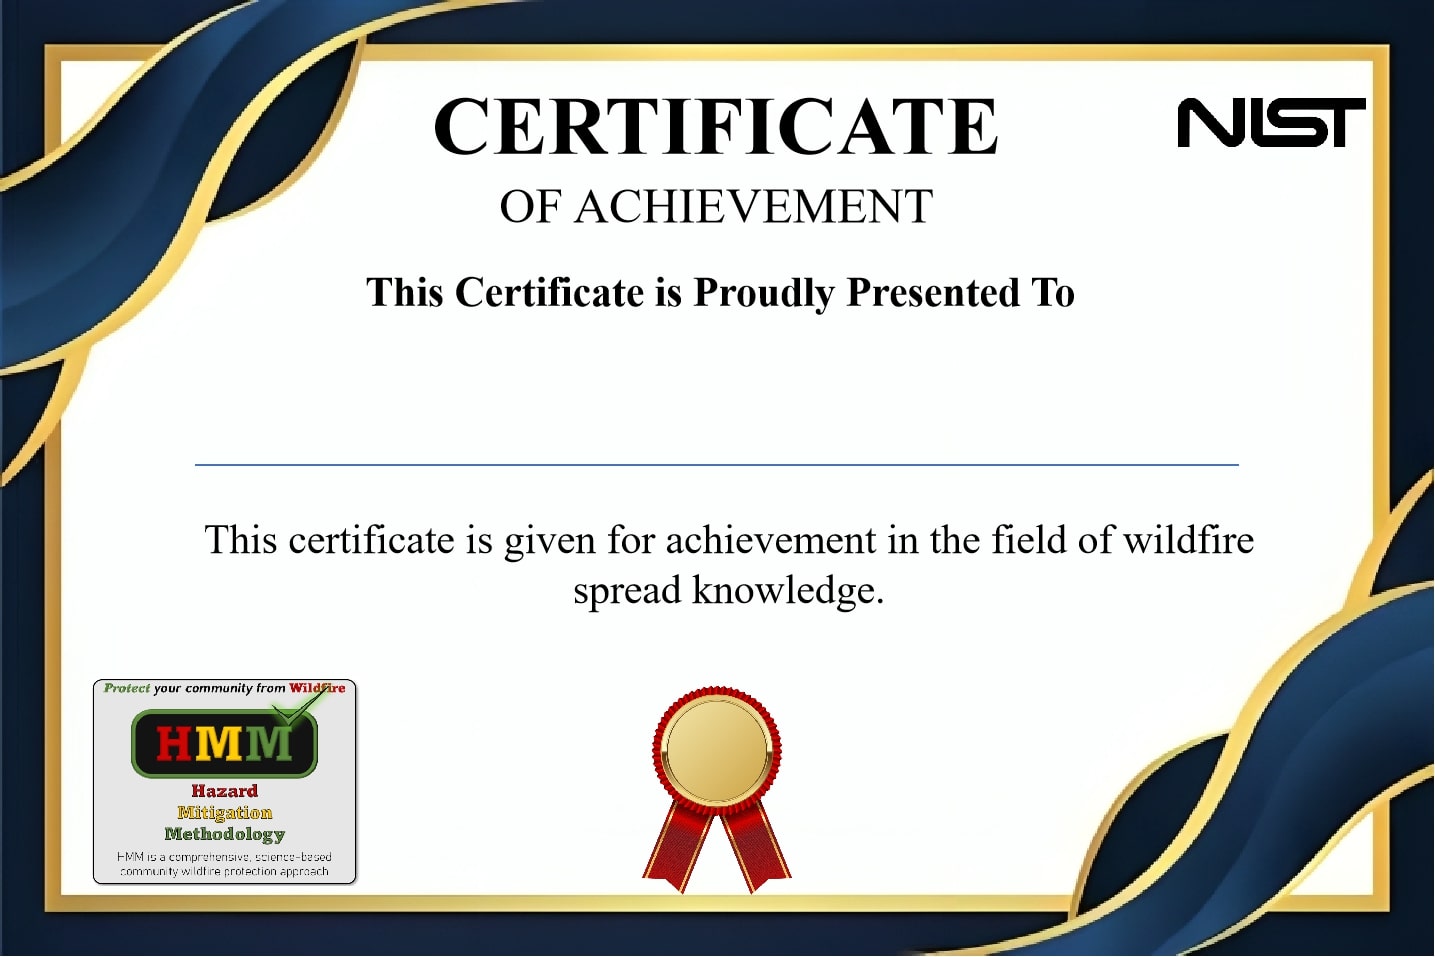 CERTIFICATE
NIST
OF ACHIEVEMENT
This Certificate is Proudly Presented To
This certificate is given for achievement in the field of wildfire
spread knowledge.
Protect your community from Wildfire
HMM
Hazard
Mitigation
Methodology
HMM is a comprehensive, science-based
community wildfire protection approach